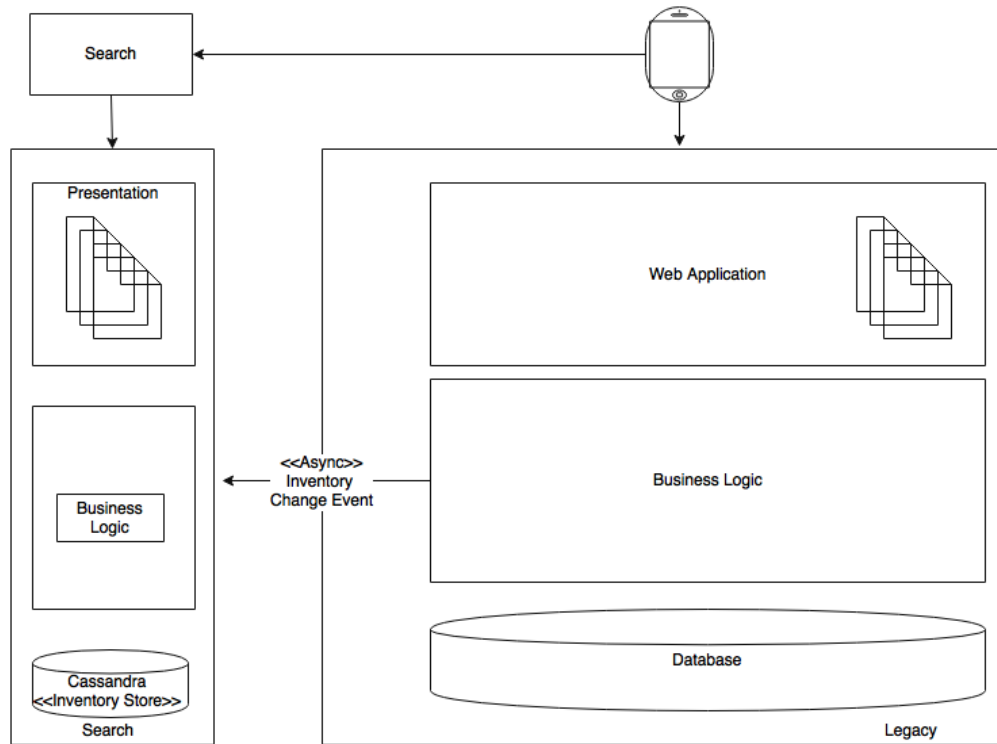 Search
Presentation
Web Application
<<Async>>
Inventory
Change Event
Business Logic
Business
Logic
Database
Cassandra
<<Inventory Store>>
Search
Legacy